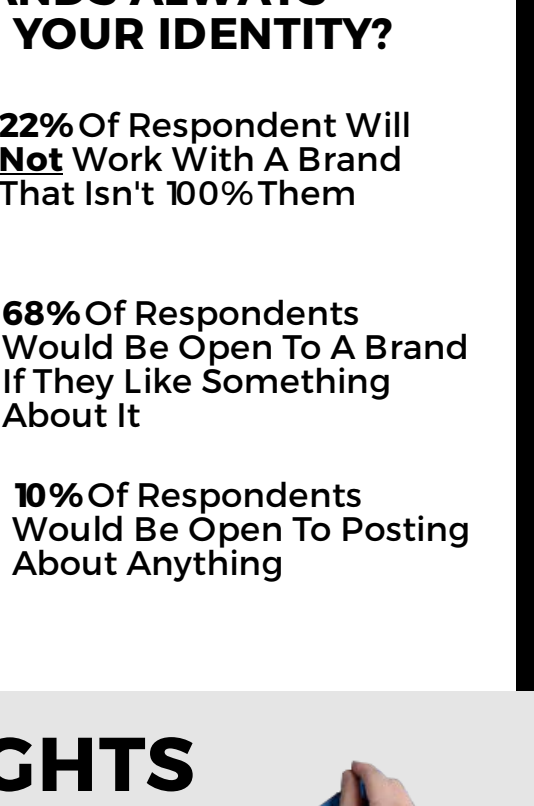 YOUR IDENTITY?
22% Of Respondent Will
Not Work With A Brand
That Isn't 100% Them
68% Of Respondents
Would Be Open To A Brand
If They Like Something
About It
10% Of Respondents
Would Be Open To Posting
About Anything
GHTS